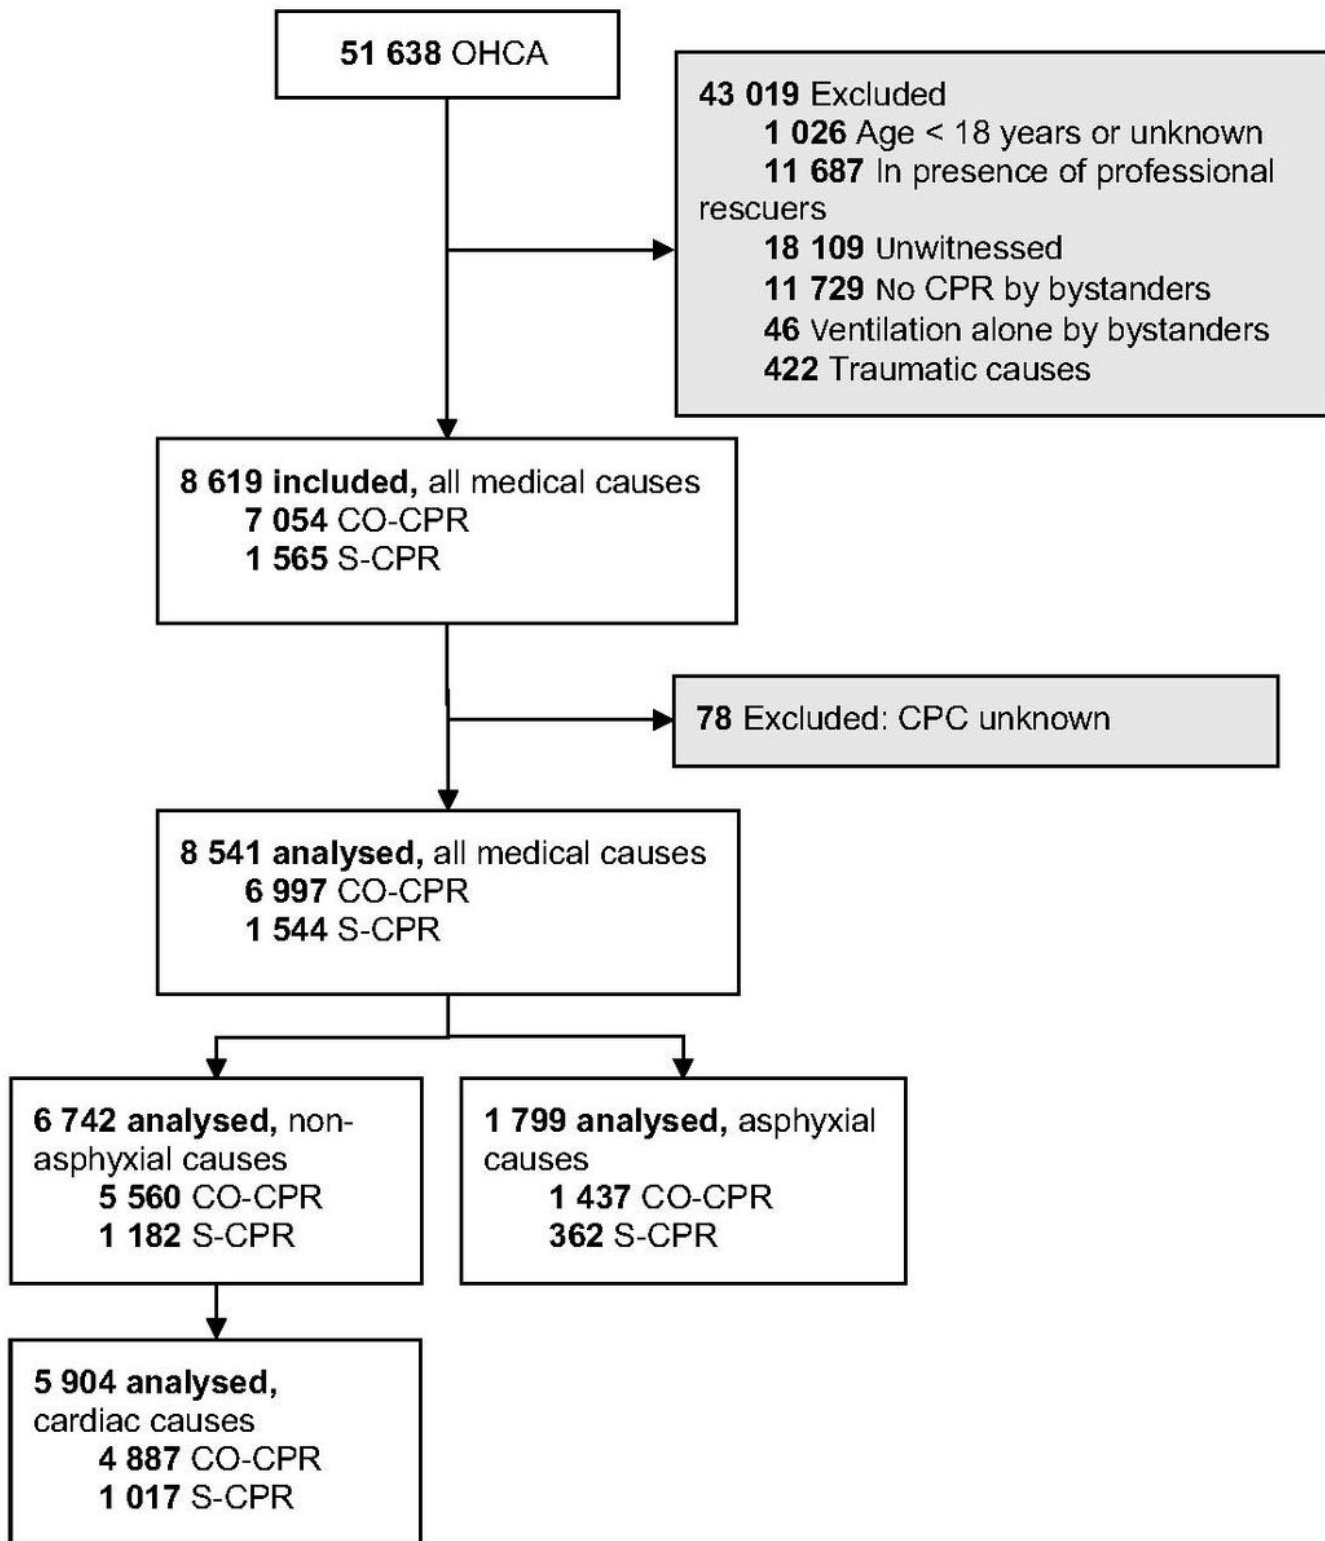 51 638 OHCA
43 019 Excluded
1 026 Age < 18 years or unknown
11 687 In presence of professional
rescuers
18 109 Unwitnessed
11 729 No CPR by bystanders
46 Ventilation alone by bystanders
422 Traumatic causes
8 619 included, all medical causes
7 054 CO-CPR
1 565 S-CPR
78 Excluded: CPC unknown
8 541 analysed, all medical causes
6 997 CO-CPR
1 544 S-CPR
6 742 analysed, non-
asphyxial causes
5 560 CO-CPR
1 182 S-CPR
1 799 analysed, asphyxial
causes
1 437 CO-CPR
362 S-CPR
5 904 analysed,
cardiac causes
4 887 CO-CPR
1 017 S-CPR